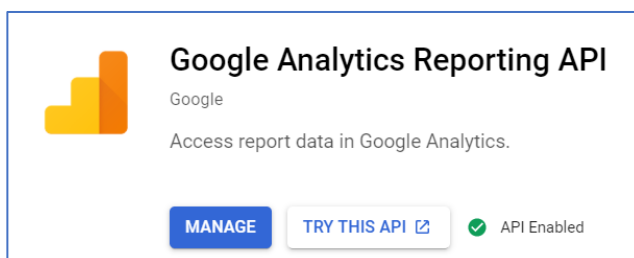 Google Analytics Reporting API
Google
Access report data in Google Analytics.
MANAGE TRY THIS API API Enabled